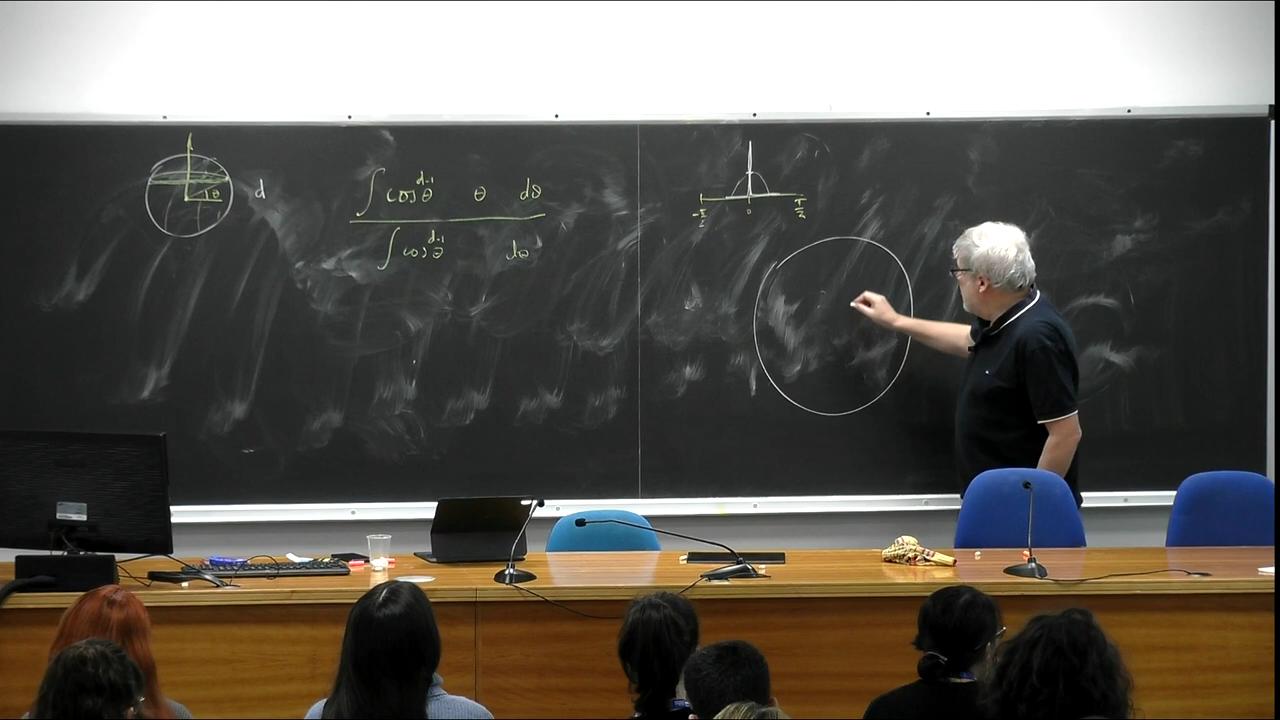 θ
d
∫ cos^{d-1} θ θ dθ
∫ cos^{d-1} θ dθ
-π/2 0 π/2